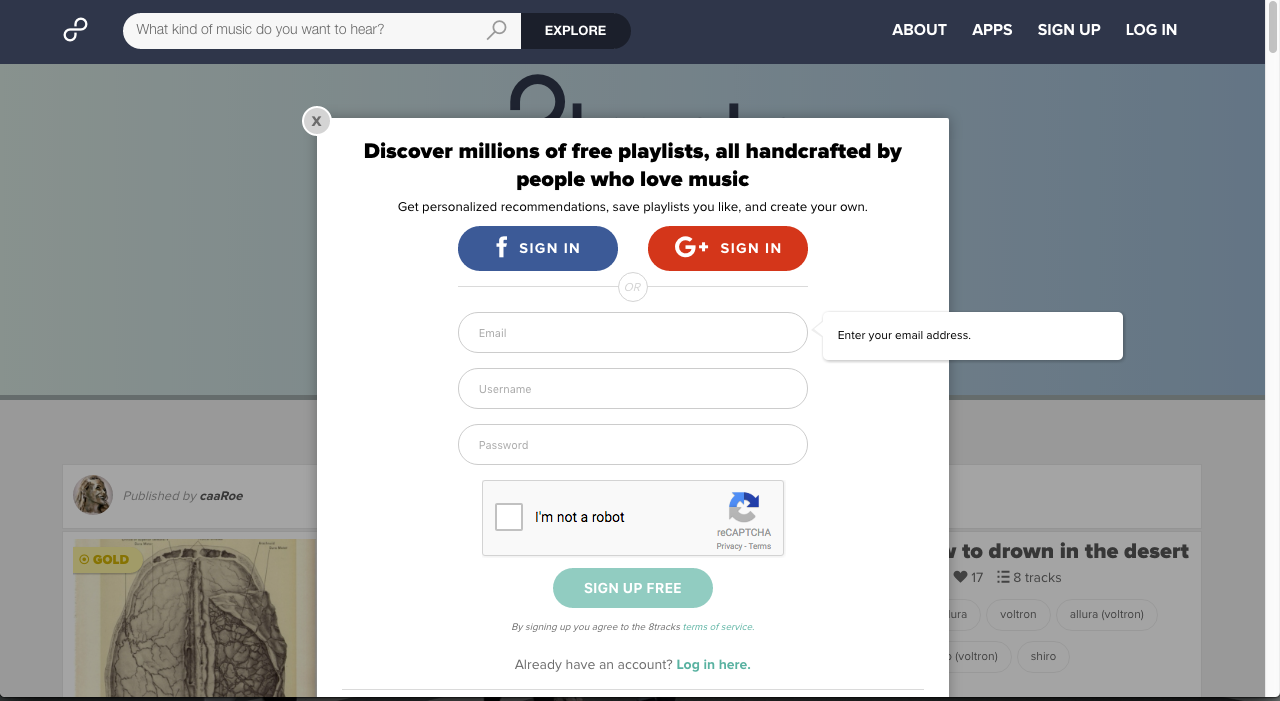 What kind of music do you want to hear?
EXPLORE
ABOUT
APPS
SIGN UP
LOG IN
X
Discover millions of free playlists, all handcrafted by
people who love music
Get personalized recommendations, save playlists you like, and create your own.
f SIGN IN
G+ SIGN IN
OR
Email
Enter your email address.
Username
Password
I'm not a robot
reCAPTCHA
Privacy - Terms
SIGN UP FREE
By signing up you agree to the 8tracks terms of service.
Already have an account? Log in here.
Published by caaRoe
GOLD
to drown in the desert
17
8 tracks
voltron
allura (voltron)
(voltron)
shiro